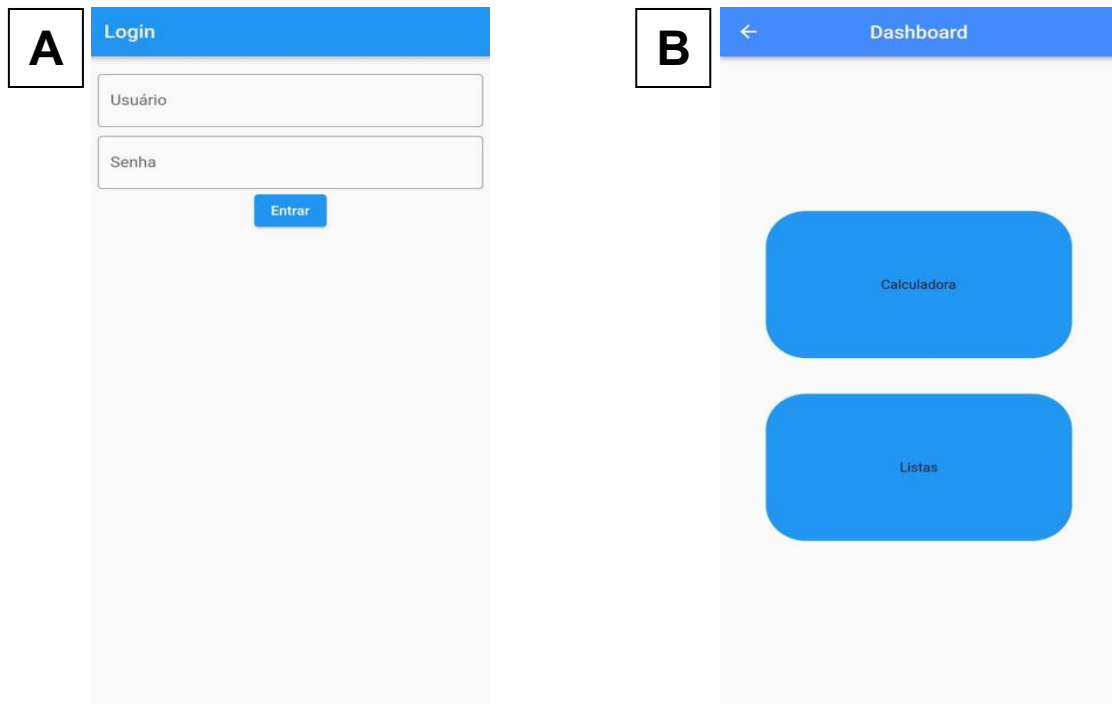 A
Login
Usuário
Senha
Entrar
B
Dashboard
Calculadora
Listas